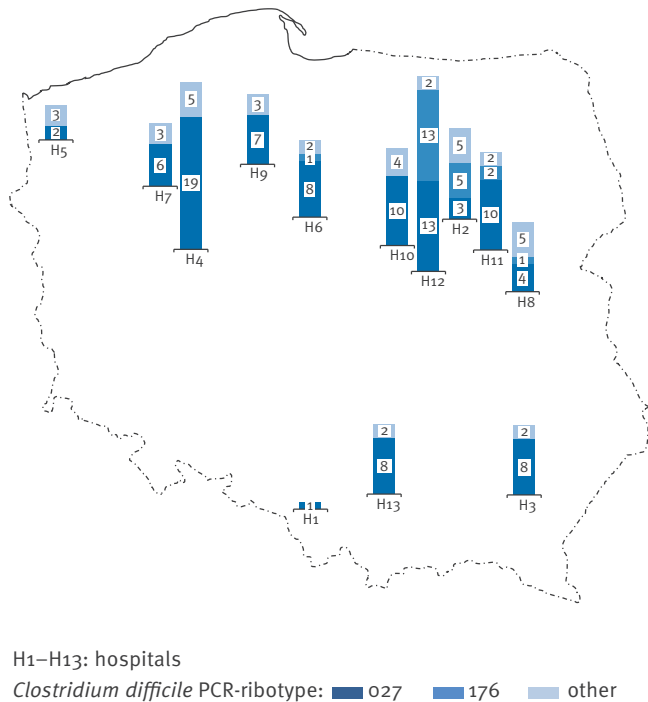 3
2
H5
3
6
H7
5
19
H4
3
7
H9
2
1
8
H6
4
10
H10
2
13
13
H12
5
5
3
H2
2
2
10
H11
5
1
4
H8
1
H1
2
8
H13
2
8
H3
H1–H13: hospitals
Clostridium difficile PCR-ribotype: 027 176 other